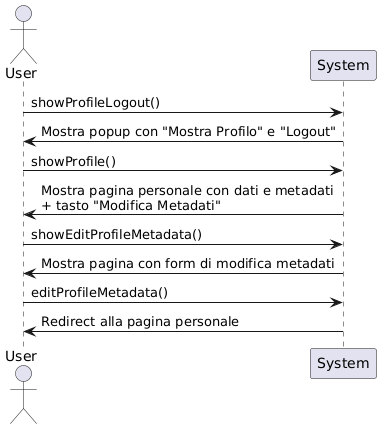 User
System
showProfileLogout()
Mostra popup con "Mostra Profilo" e "Logout"
showProfile()
Mostra pagina personale con dati e metadati
+ tasto "Modifica Metadati"
showEditProfileMetadata()
Mostra pagina con form di modifica metadati
editProfileMetadata()
Redirect alla pagina personale
User
System